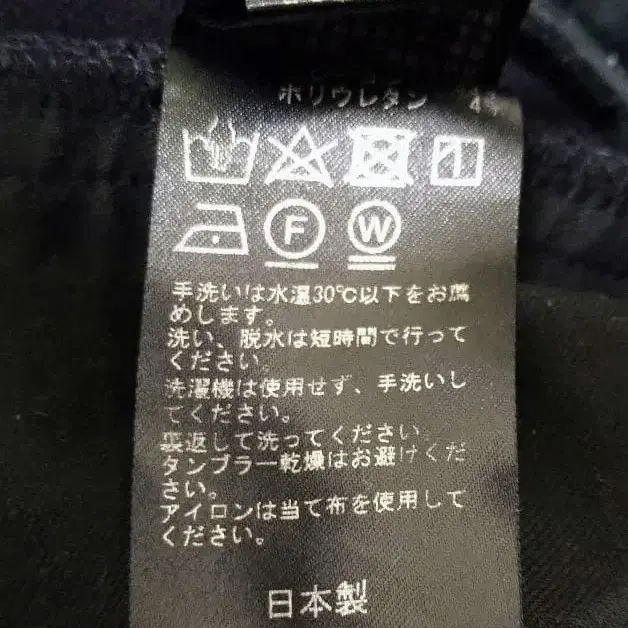 ポリウレタン 4%
F W
手洗いは水温30℃以下をお薦
めします。
洗い、脱水は短時間で行って
ください。
洗濯機は使用せず、手洗いし
てください。
裏返して洗ってください。
タンブラー乾燥はお避けくだ
さい。
アイロンは当て布を使用して
ください。
日本製